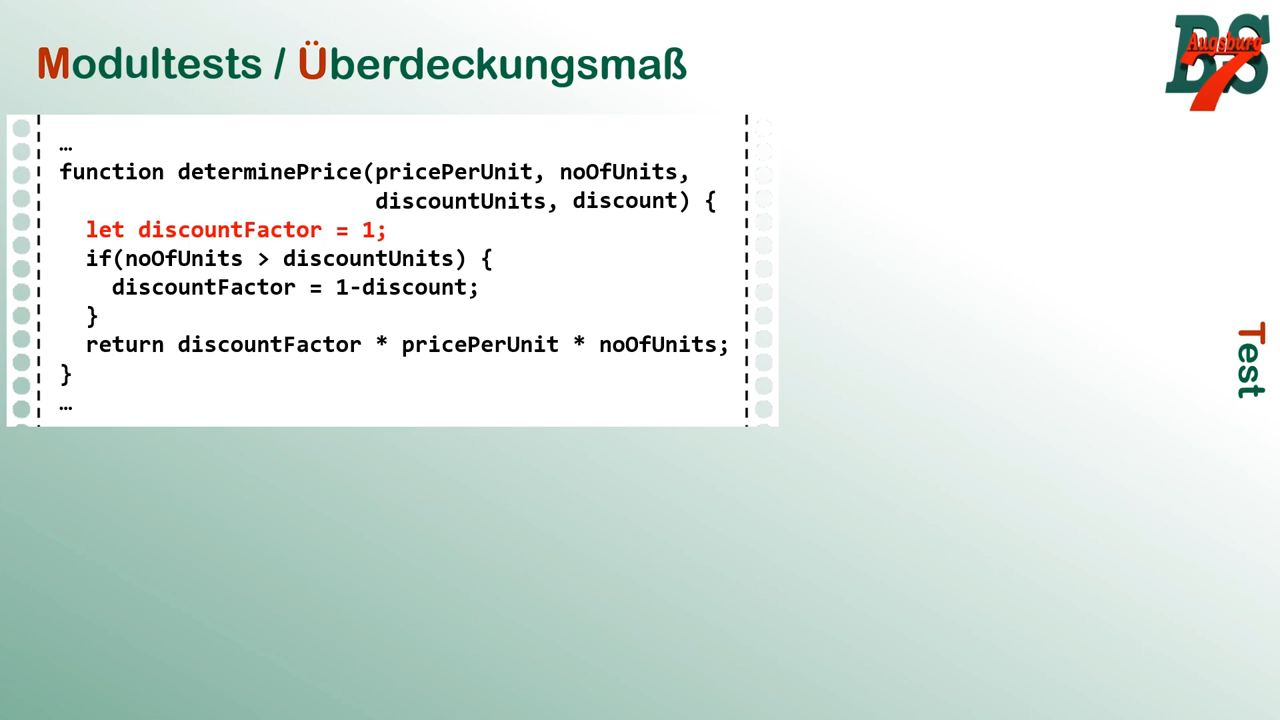 Modultests / Überdeckungsmaß
BS
Augsburg
7
…
function determinePrice(pricePerUnit, noOfUnits,
discountUnits, discount) {
let discountFactor = 1;
if(noOfUnits > discountUnits) {
discountFactor = 1-discount;
}
return discountFactor * pricePerUnit * noOfUnits;
}
…
Test